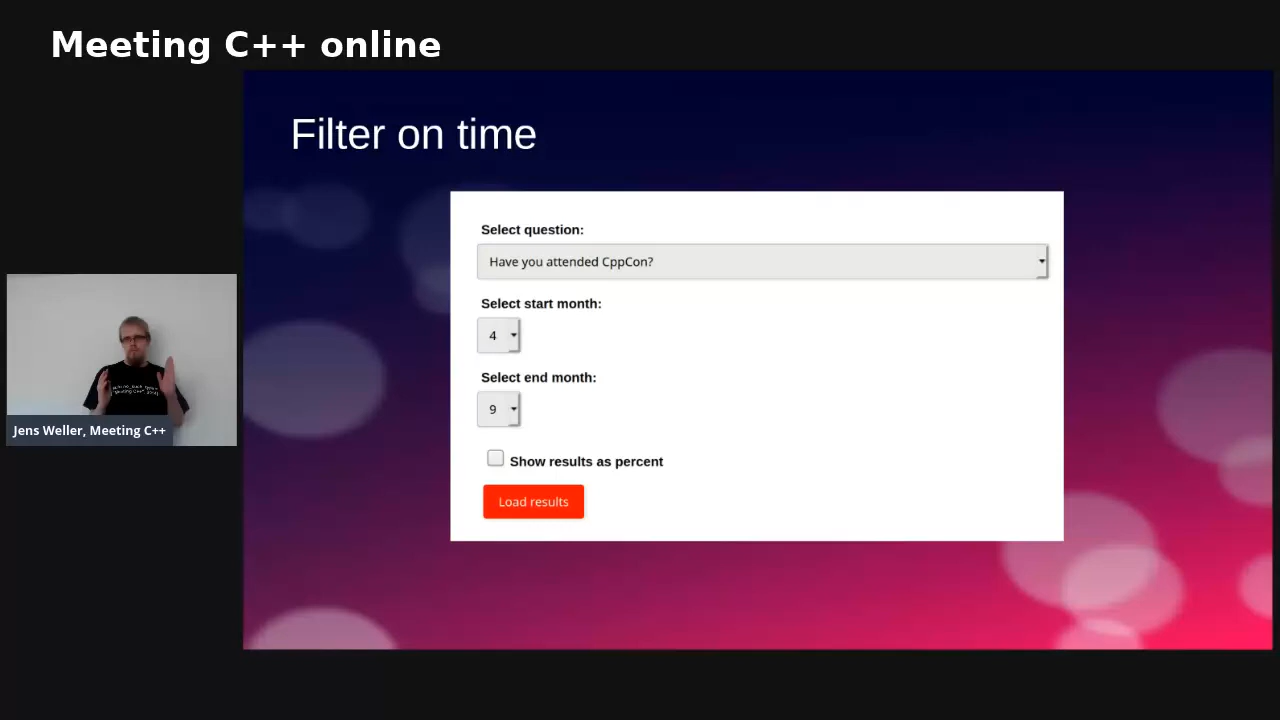 Meeting C++ online
Filter on time
Select question:
Have you attended CppCon?
Select start month:
4
Select end month:
9
Show results as percent
Load results
Jens Weller, Meeting C++